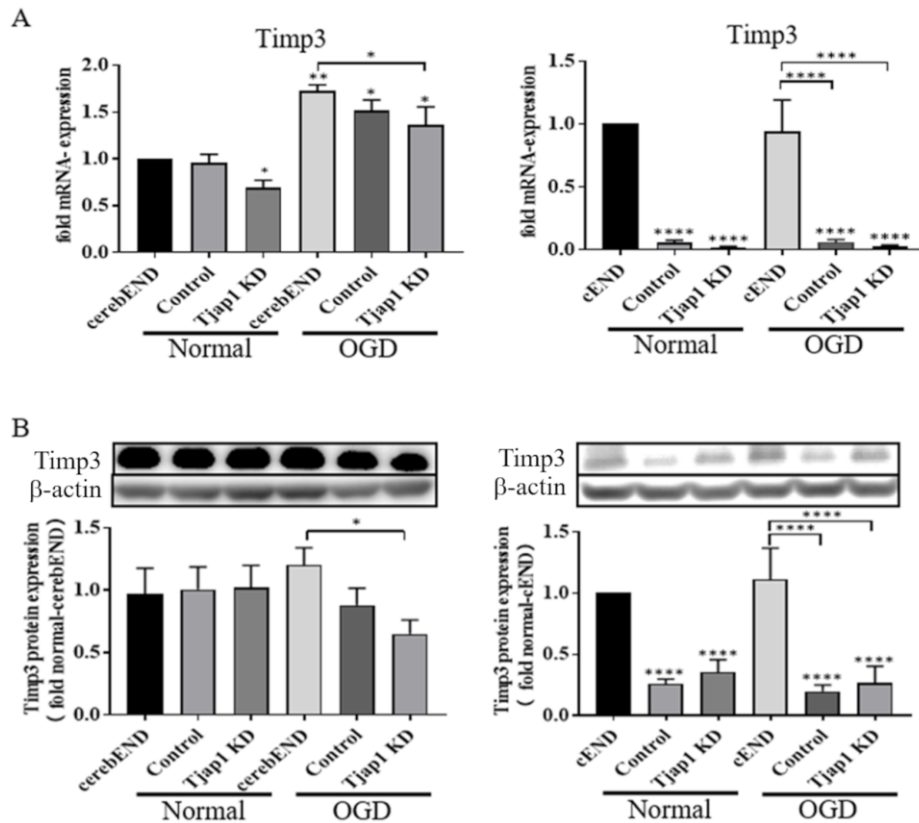 A
Timp3
fold mRNA- expression
2.0
1.5
1.0
0.5
0.0
**
*
*
*
*
cerebEND
Control
Tjap1 KD
cerebEND
Control
Tjap1 KD
Normal
OGD
Timp3
fold mRNA-expression
1.5
1.0
0.5
0.0
****
****
****
****
****
****
cEND
Control
Tjap1 KD
cEND
Control
Tjap1 KD
Normal
OGD
B
Timp3
β-actin
Timp3 protein expression
( fold normal-cerebEND)
1.5
1.0
0.5
0.0
*
cerebEND
Control
Tjap1 KD
cerebEND
Control
Tjap1 KD
Normal
OGD
Timp3
β-actin
Timp3 protein expression
( fold normal-cEND)
1.5
1.0
0.5
0.0
****
****
****
****
****
****
cEND
Control
Tjap1 KD
cEND
Control
Tjap1 KD
Normal
OGD